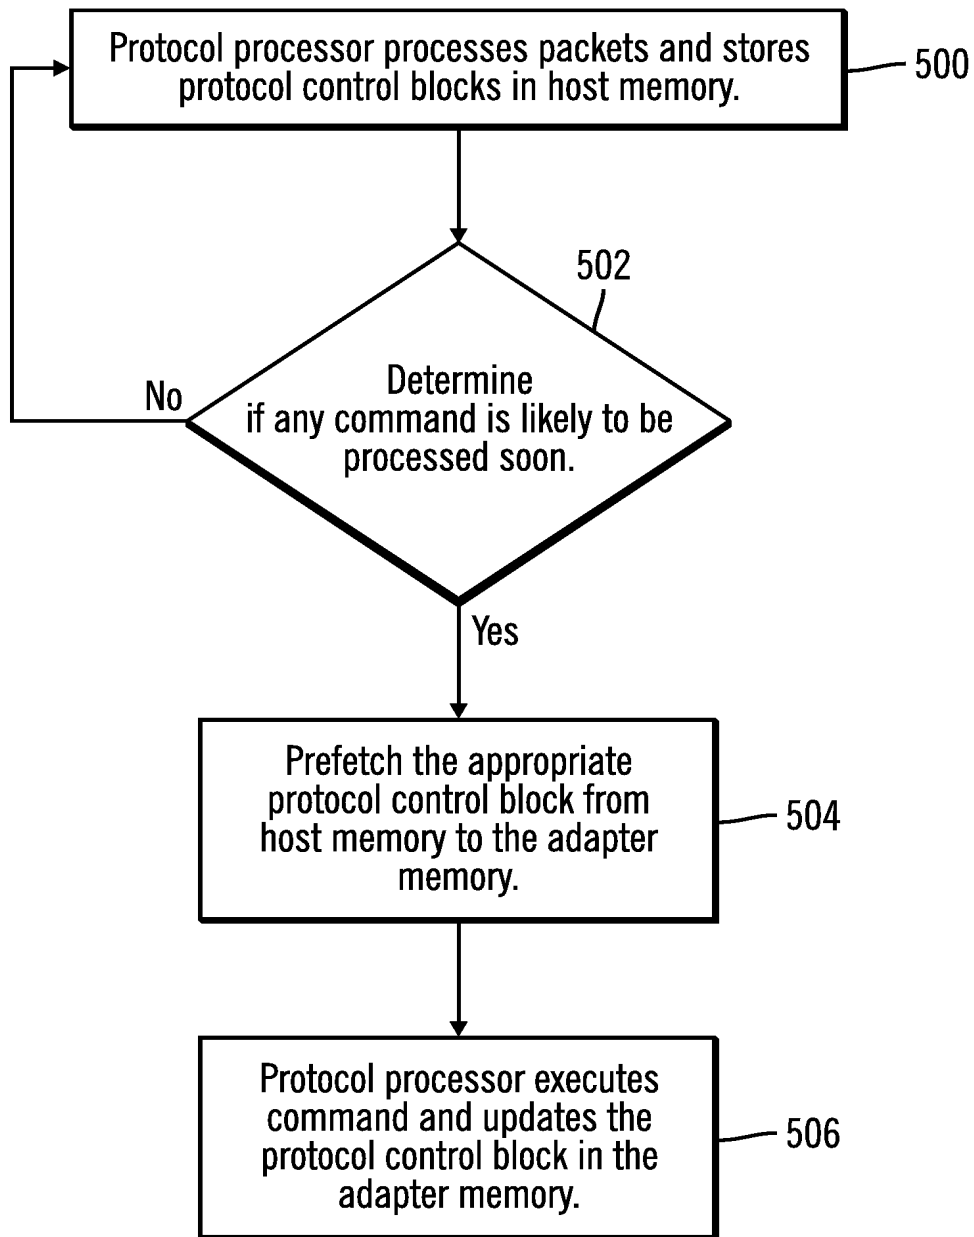 Protocol processor processes packets and stores
protocol control blocks in host memory.
500
502
Determine
if any command is likely to be
processed soon.
No
Yes
Prefetch the appropriate
protocol control block from
host memory to the adapter
memory.
504
Protocol processor executes
command and updates the
protocol control block in the
adapter memory.
506